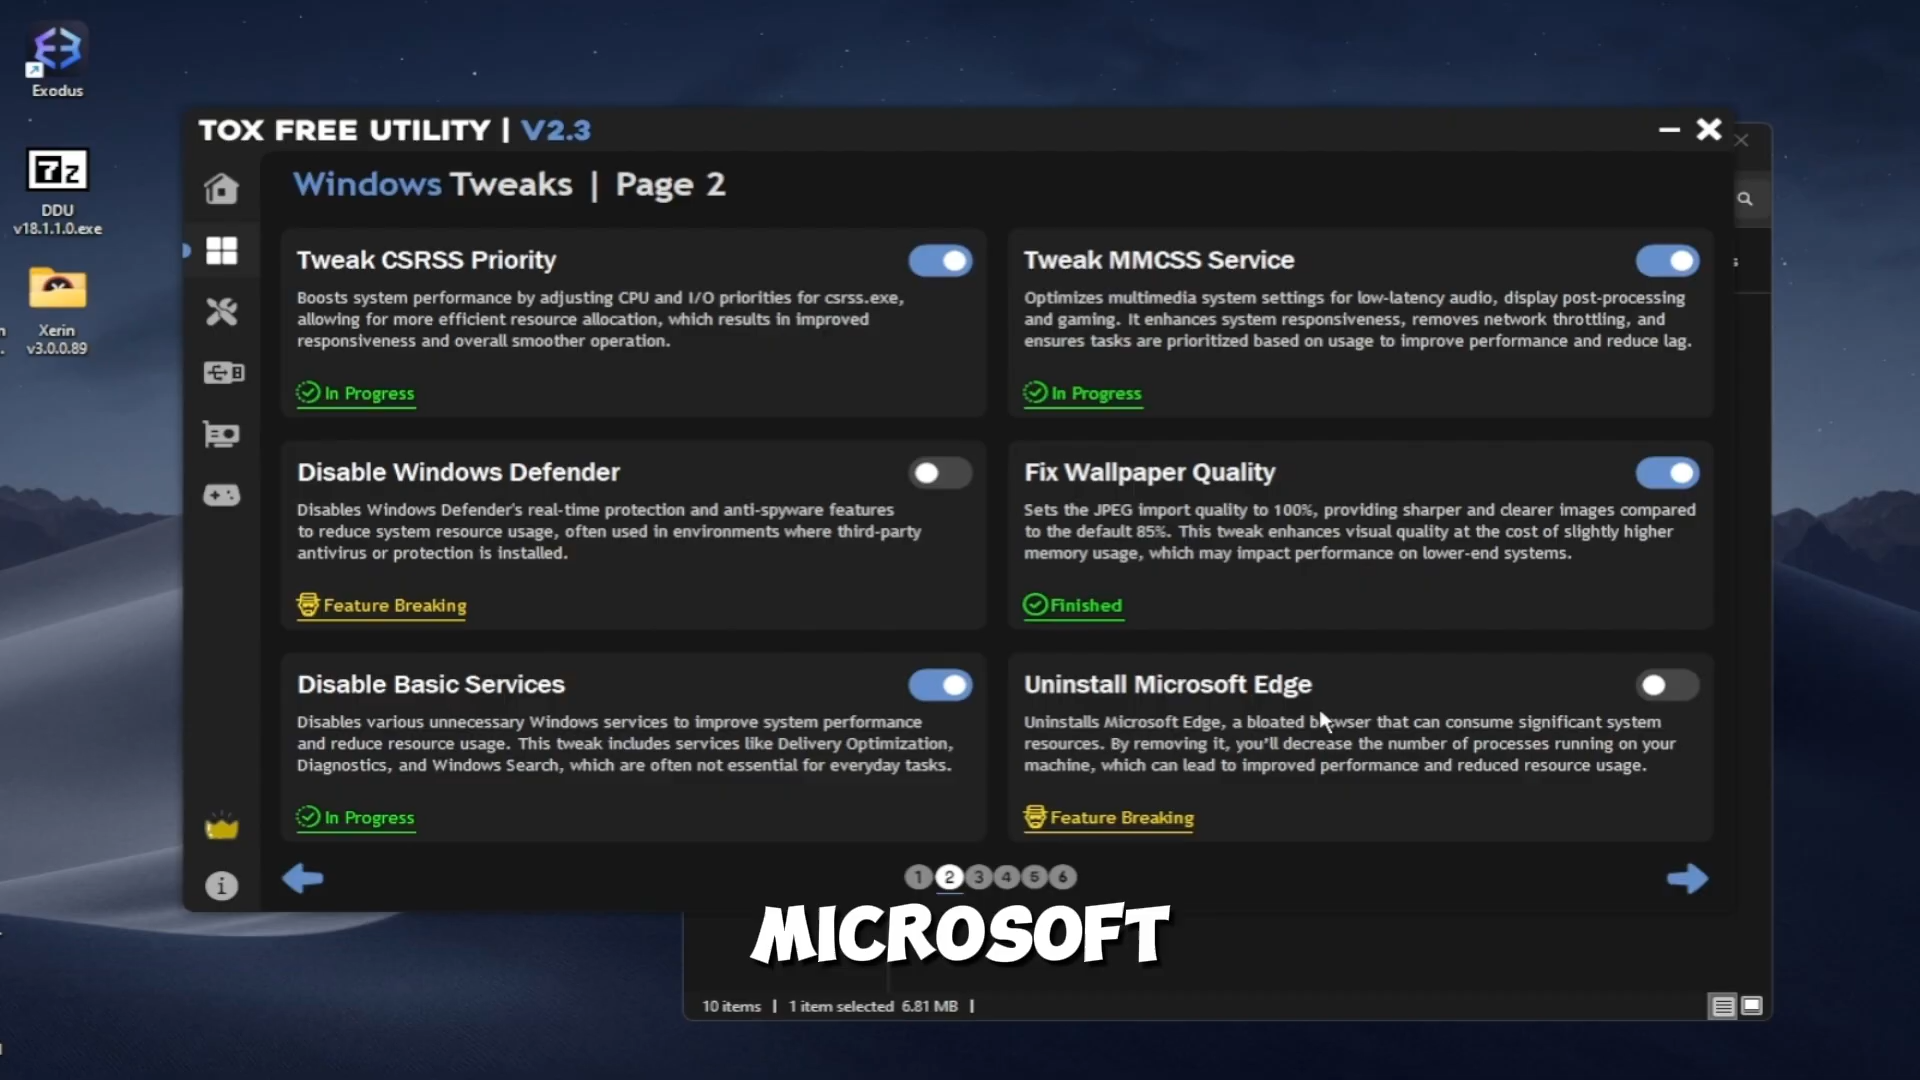 Exodus
DDU
v18.1.1.0.exe
Xerin
v3.0.0.89
TOX FREE UTILITY | V2.3
Windows Tweaks | Page 2
Tweak CSRSS Priority
Boosts system performance by adjusting CPU and I/O priorities for csrss.exe,
allowing for more efficient resource allocation, which results in improved
responsiveness and overall smoother operation.
In Progress
Tweak MMCSS Service
Optimizes multimedia system settings for low-latency audio, display post-processing
and gaming. It enhances system responsiveness, removes network throttling, and
ensures tasks are prioritized based on usage to improve performance and reduce lag.
In Progress
Disable Windows Defender
Disables Windows Defender's real-time protection and anti-spyware features
to reduce system resource usage, often used in environments where third-party
antivirus or protection is installed.
Feature Breaking
Fix Wallpaper Quality
Sets the JPEG import quality to 100%, providing sharper and clearer images compared
to the default 85%. This tweak enhances visual quality at the cost of slightly higher
memory usage, which may impact performance on lower-end systems.
Finished
Disable Basic Services
Disables various unnecessary Windows services to improve system performance
and reduce resource usage. This tweak includes services like Delivery Optimization,
Diagnostics, and Windows Search, which are often not essential for everyday tasks.
In Progress
Uninstall Microsoft Edge
Uninstalls Microsoft Edge, a bloated browser that can consume significant system
resources. By removing it, you'll decrease the number of processes running on your
machine, which can lead to improved performance and reduced resource usage.
Feature Breaking
1 2 3 4 5 6
MICROSOFT
10 items | 1 item selected 6.81 MB |